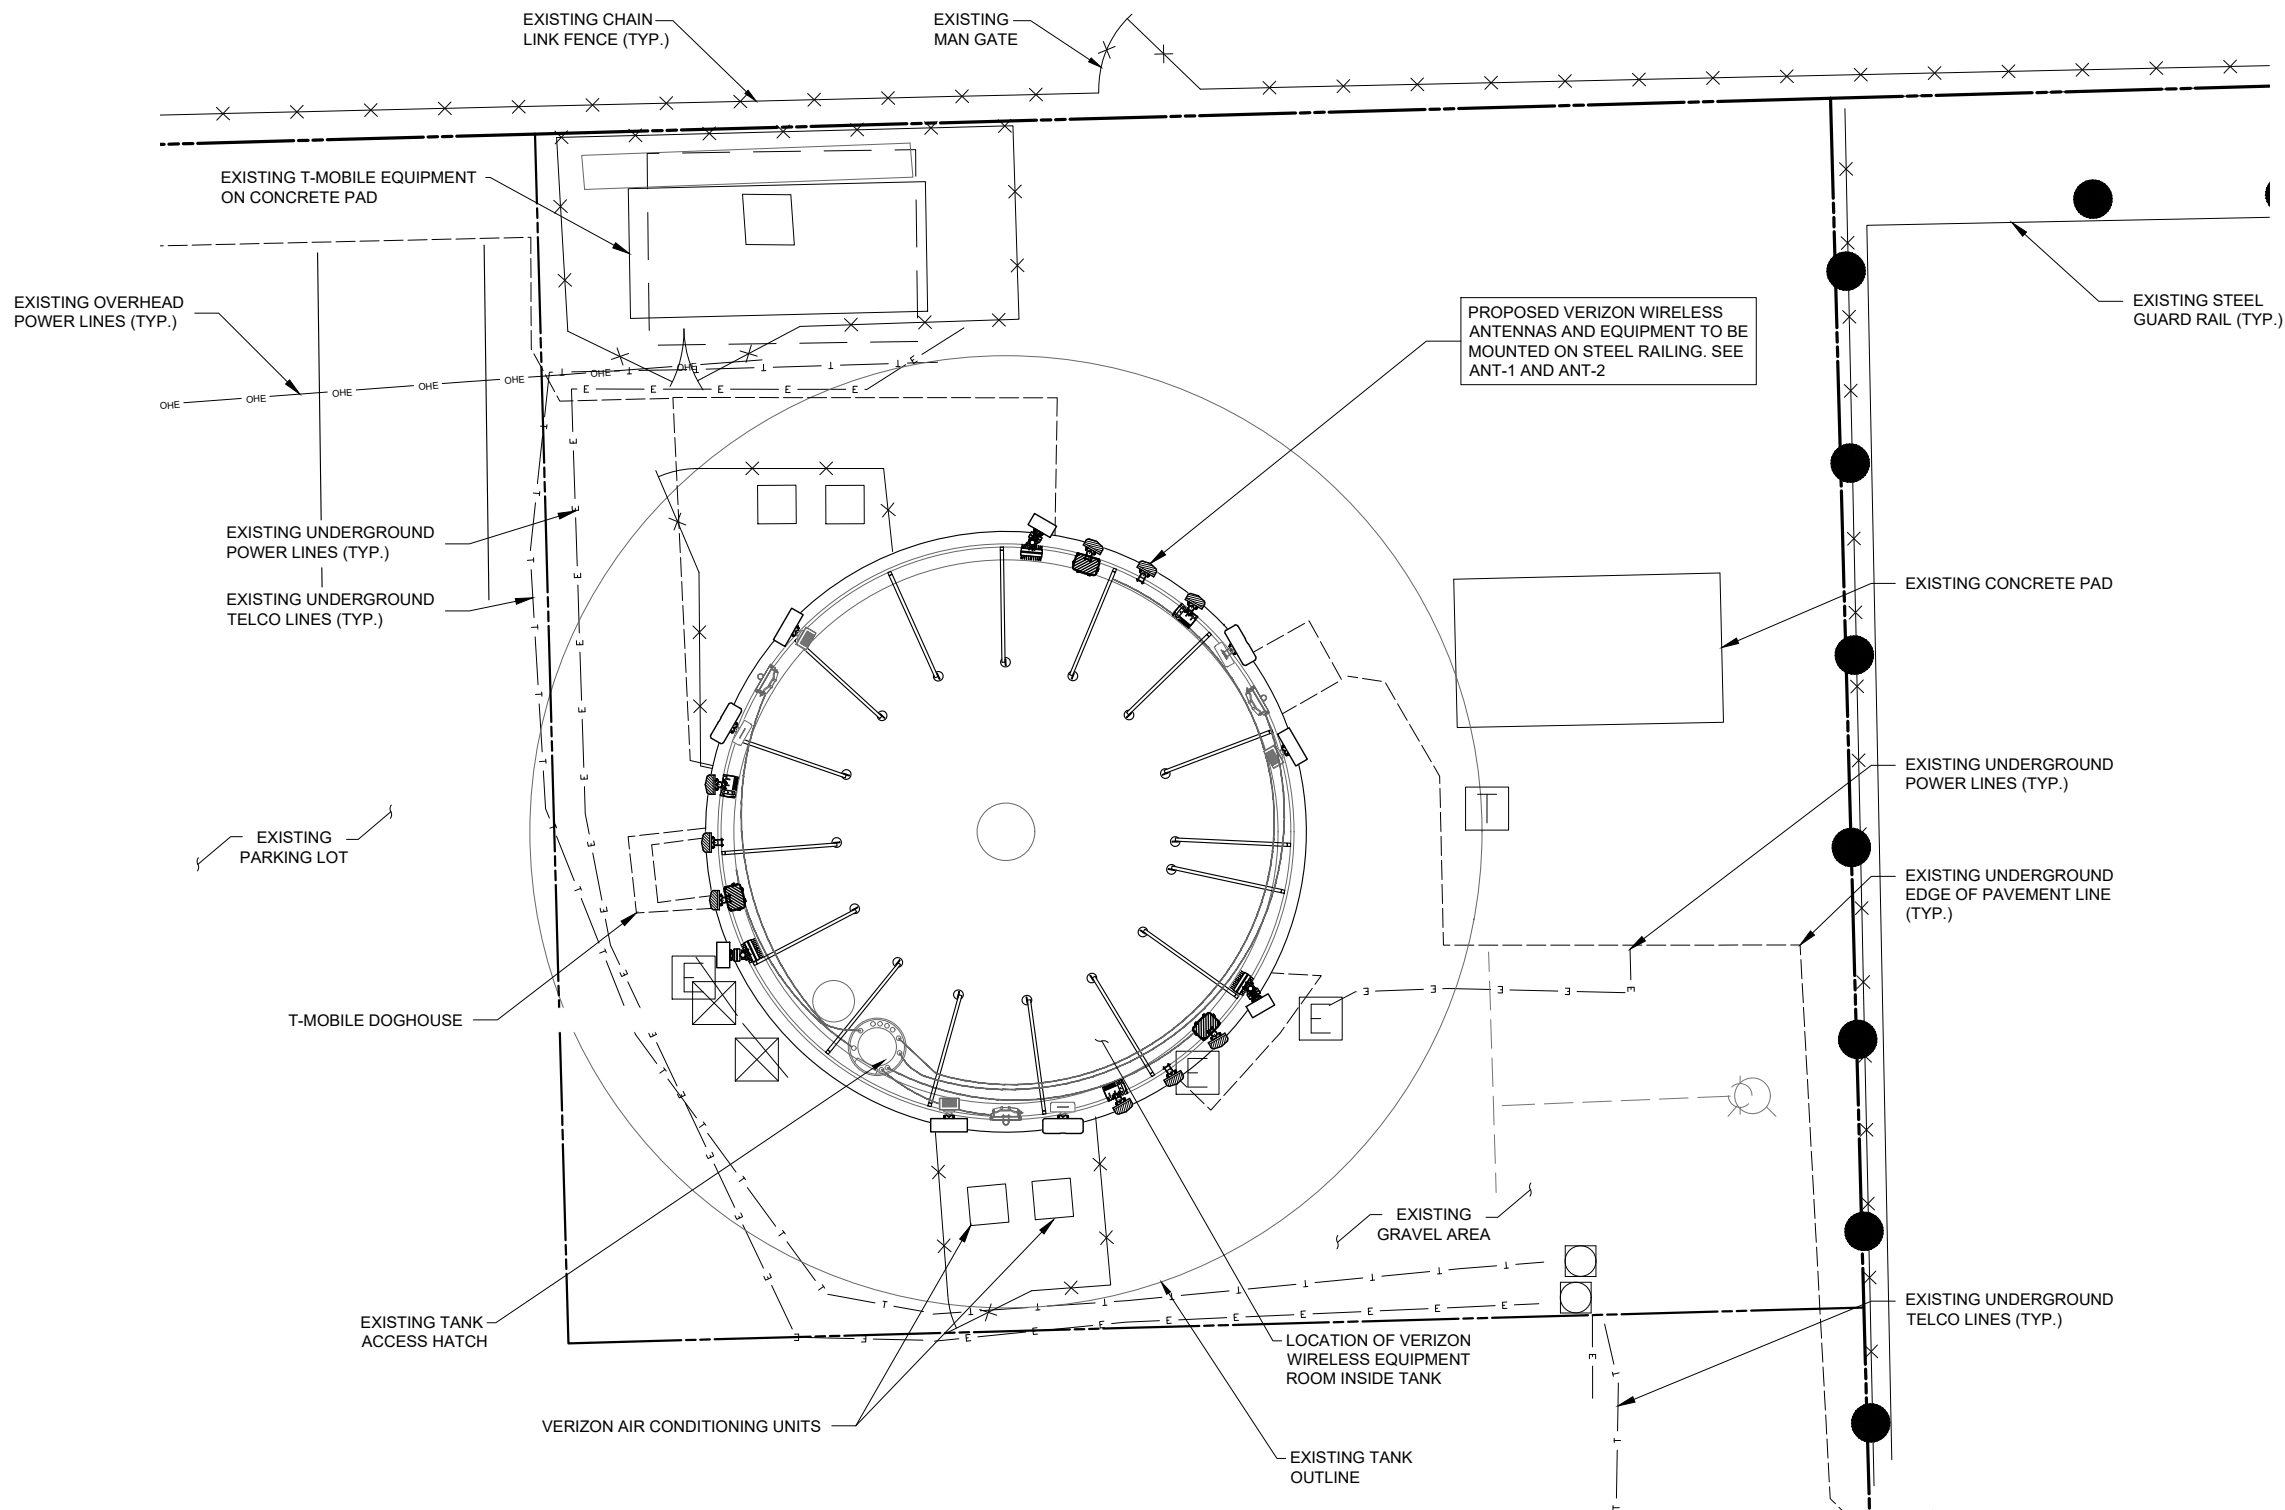 EXISTING CHAIN
LINK FENCE (TYP.)
EXISTING
MAN GATE
EXISTING T-MOBILE EQUIPMENT
ON CONCRETE PAD
EXISTING OVERHEAD
POWER LINES (TYP.)
EXISTING STEEL
GUARD RAIL (TYP.)
PROPOSED VERIZON WIRELESS
ANTENNAS AND EQUIPMENT TO BE
MOUNTED ON STEEL RAILING. SEE
ANT-1 AND ANT-2
OHE OHE OHE OHE OHE OHE OHE
EXISTING UNDERGROUND
POWER LINES (TYP.)
EXISTING UNDERGROUND
TELCO LINES (TYP.)
EXISTING CONCRETE PAD
EXISTING UNDERGROUND
POWER LINES (TYP.)
T
EXISTING
PARKING LOT
EXISTING UNDERGROUND
EDGE OF PAVEMENT LINE
(TYP.)
E
E
E
T-MOBILE DOGHOUSE
EXISTING
GRAVEL AREA
EXISTING TANK
ACCESS HATCH
EXISTING UNDERGROUND
TELCO LINES (TYP.)
LOCATION OF VERIZON
WIRELESS EQUIPMENT
ROOM INSIDE TANK
VERIZON AIR CONDITIONING UNITS
EXISTING TANK
OUTLINE